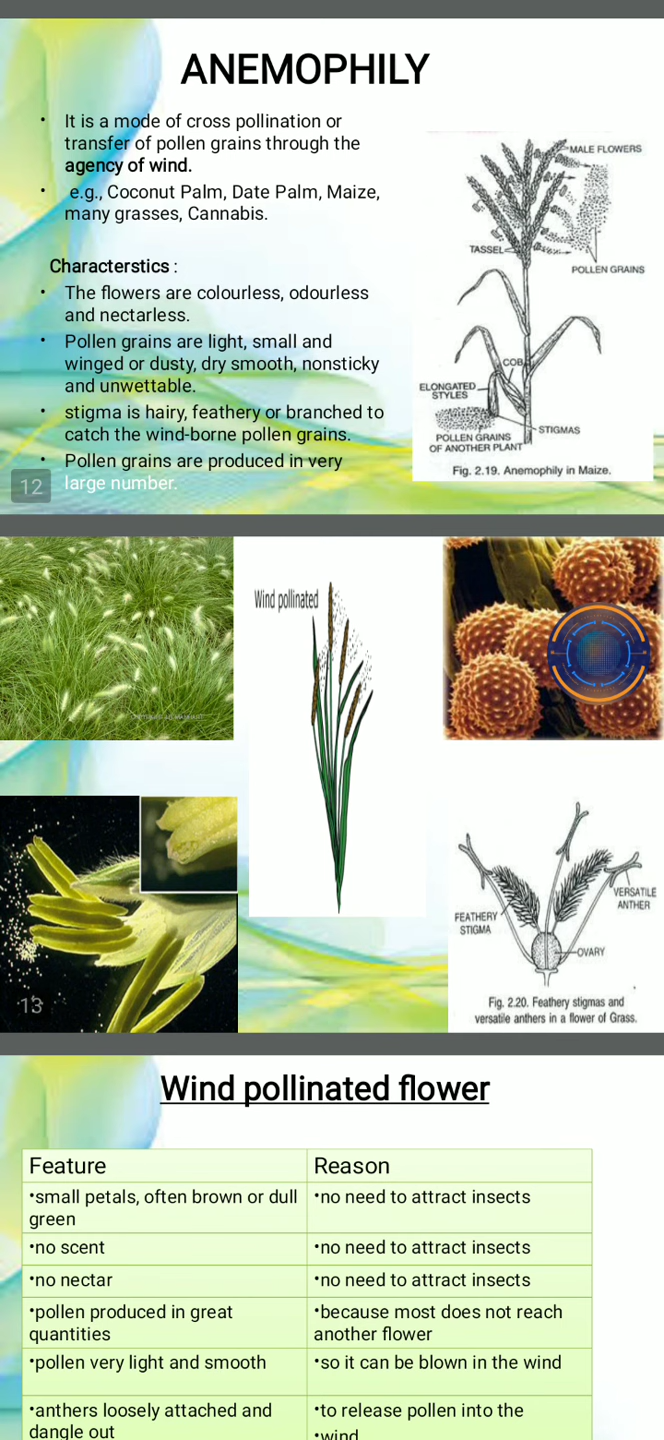 ANEMOPHILY
• It is a mode of cross pollination or
transfer of pollen grains through the
agency of wind.
• e.g., Coconut Palm, Date Palm, Maize,
many grasses, Cannabis.
Characterstics :
• The flowers are colourless, odourless
and nectarless.
• Pollen grains are light, small and
winged or dusty, dry smooth, nonsticky
and unwettable.
• stigma is hairy, feathery or branched to
catch the wind-borne pollen grains.
• Pollen grains are produced in very
large number.
12
MALE FLOWERS
TASSEL
POLLEN GRAINS
COB
ELONGATED
STYLES
STIGMAS
POLLEN GRAINS
OF ANOTHER PLANT
Fig. 2.19. Anemophily in Maize.
Wind pollinated
13
VERSATILE
ANTHER
FEATHERY
STIGMA
OVARY
Fig. 2.20. Feathery stigmas and
versatile anthers in a flower of Grass.
Wind pollinated flower
Feature
Reason
•small petals, often brown or dull
green
•no need to attract insects
•no scent
•no need to attract insects
•no nectar
•no need to attract insects
•pollen produced in great
quantities
•because most does not reach
another flower
•pollen very light and smooth
•so it can be blown in the wind
•anthers loosely attached and
dangle out
•to release pollen into the
•wind